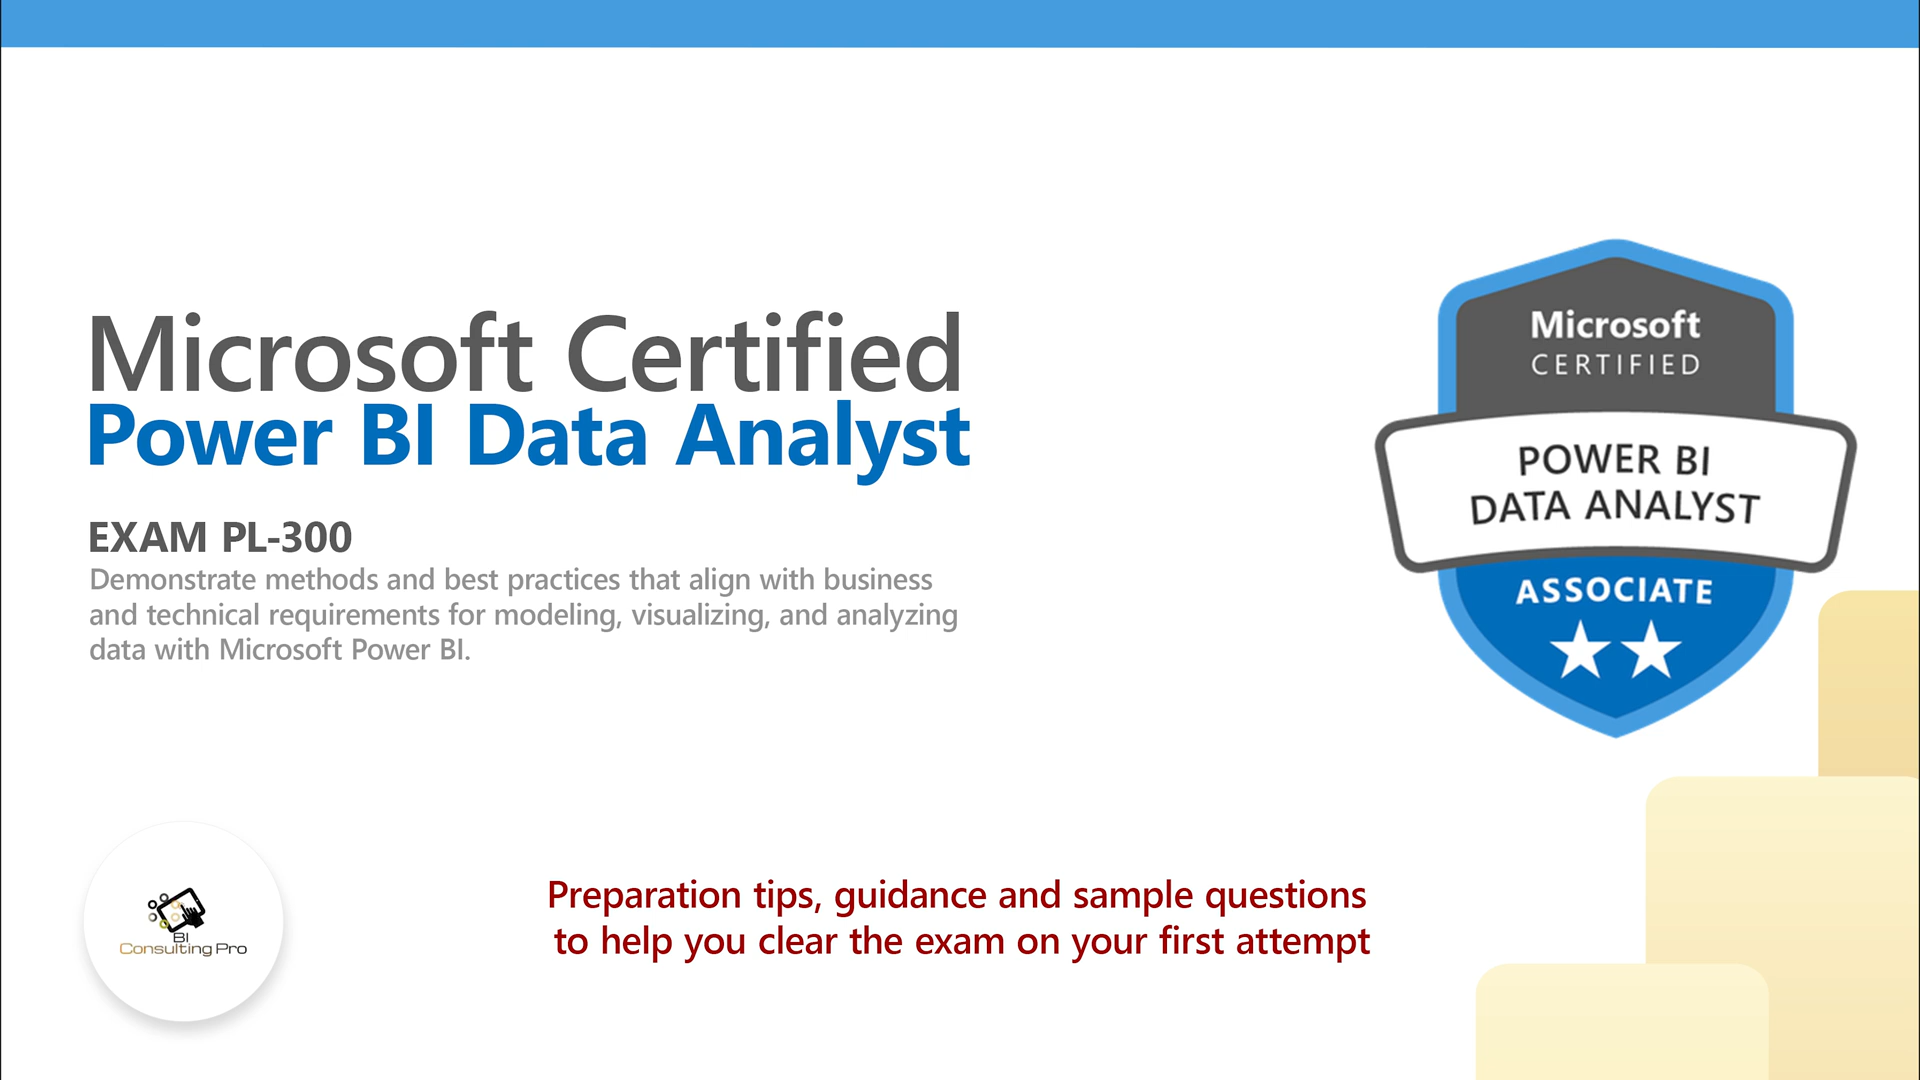 Microsoft Certified
Power BI Data Analyst
EXAM PL-300
Demonstrate methods and best practices that align with business
and technical requirements for modeling, visualizing, and analyzing
data with Microsoft Power BI.
Microsoft
CERTIFIED
POWER BI
DATA ANALYST
ASSOCIATE
BI
Consulting Pro
Preparation tips, guidance and sample questions
to help you clear the exam on your first attempt